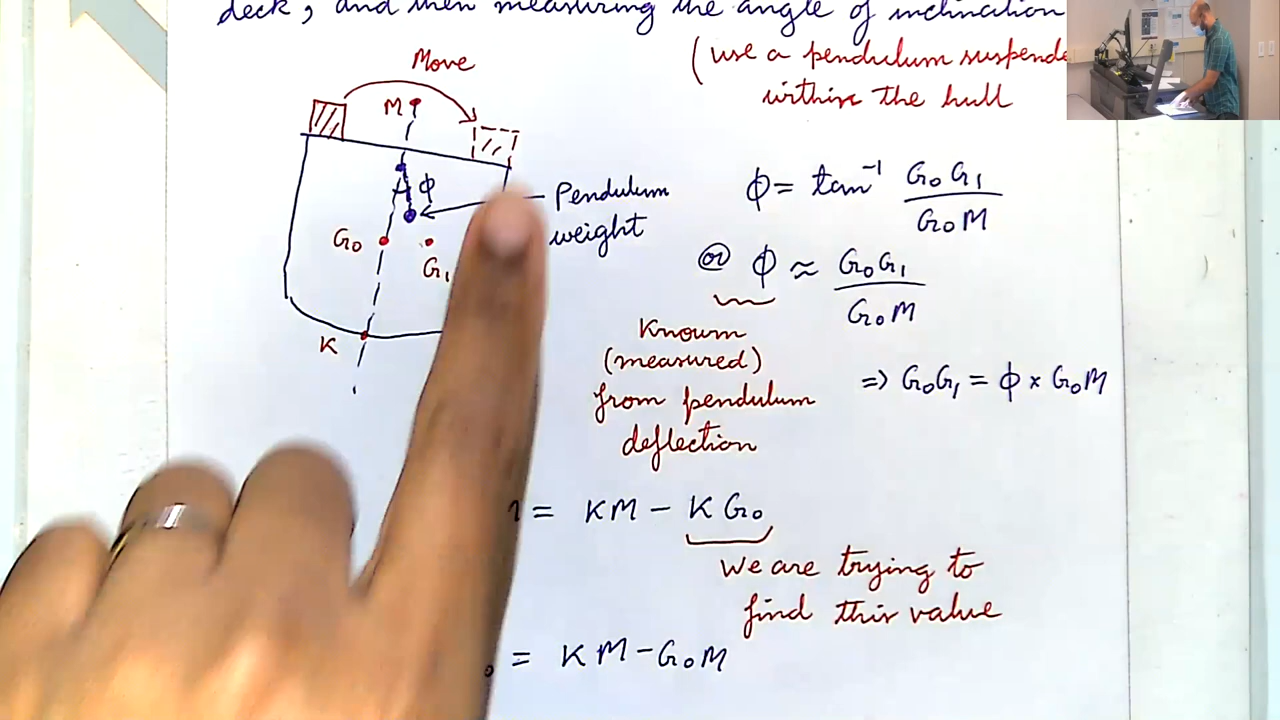 deck, and then measuring the angle of inclination
(use a pendulum suspende
within the hull
Move
M
φ
Pendulum
weight
G₀
G₁
K
φ = tan⁻¹ G₀G₁ / G₀M
or φ ≈ G₀G₁ / G₀M
Known
(measured)
from pendulum
deflection
=> G₀G₁ = φ × G₀M
= KM - KG₀
We are trying to
find this value
= KM - G₀M